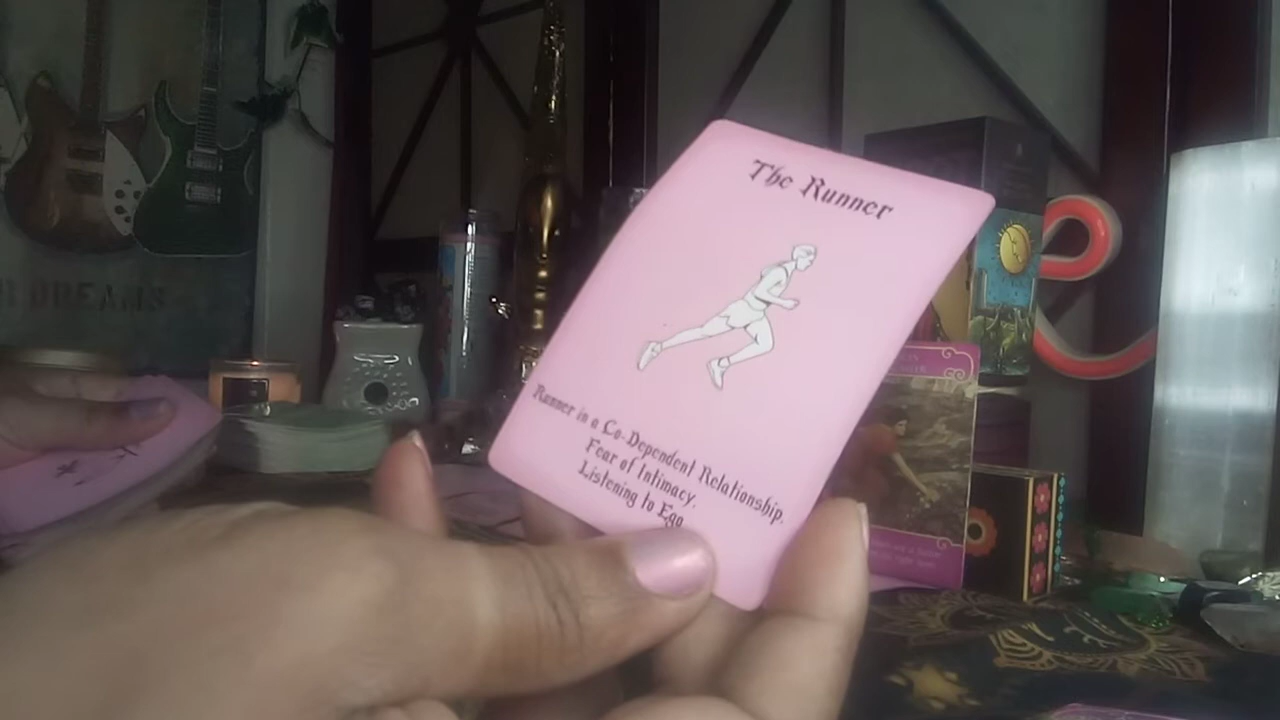 The Runner
Runner in a Co-Dependent Relationship.
Fear of Intimacy.
Listening to Ego
DREAMS